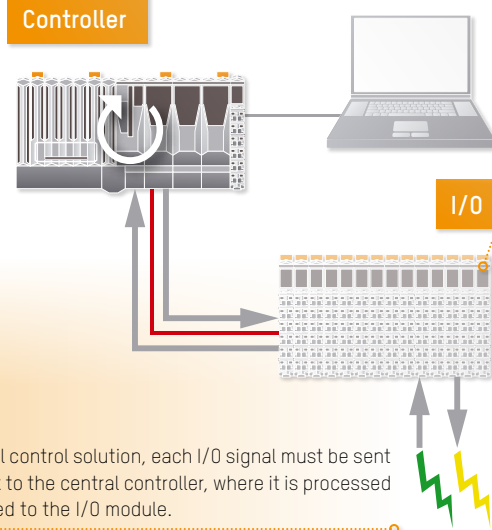 Controller
I/O
l control solution, each I/O signal must be sent
to the central controller, where it is processed
ed to the I/O module.